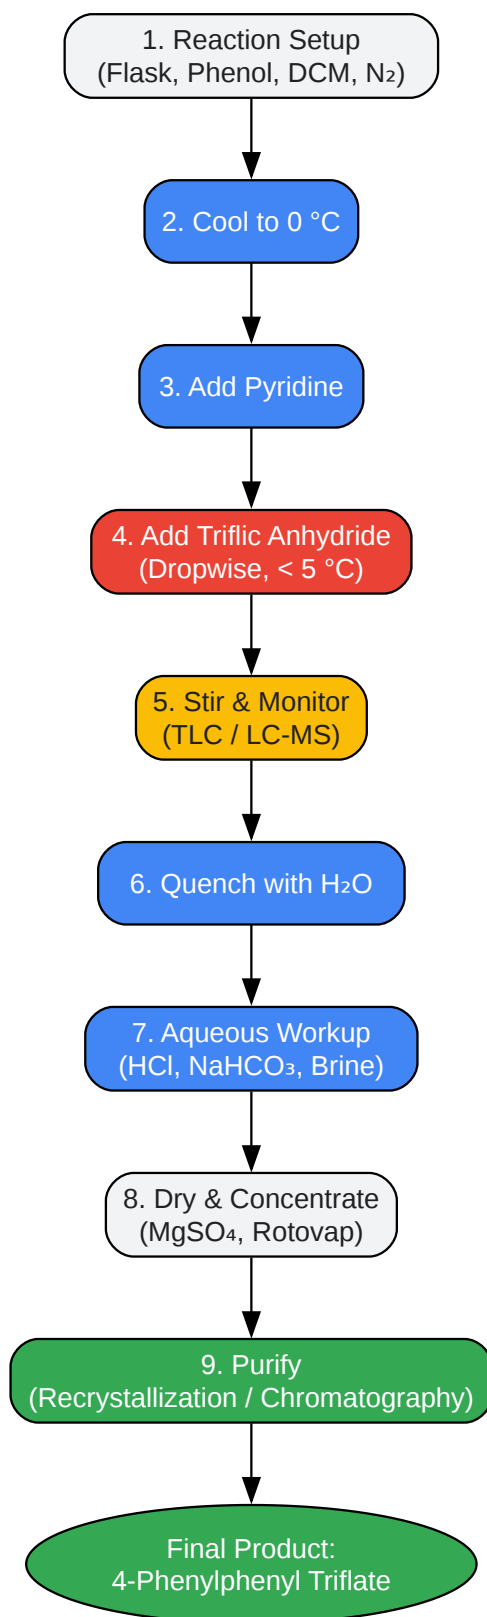 1. Reaction Setup
(Flask, Phenol, DCM, N₂)
2. Cool to 0 °C
3. Add Pyridine
4. Add Triflic Anhydride
(Dropwise, < 5 °C)
5. Stir & Monitor
(TLC / LC-MS)
6. Quench with H₂O
7. Aqueous Workup
(HCl, NaHCO₃, Brine)
8. Dry & Concentrate
(MgSO₄, Rotovap)
9. Purify
(Recrystallization / Chromatography)
Final Product:
4-Phenylphenyl Triflate